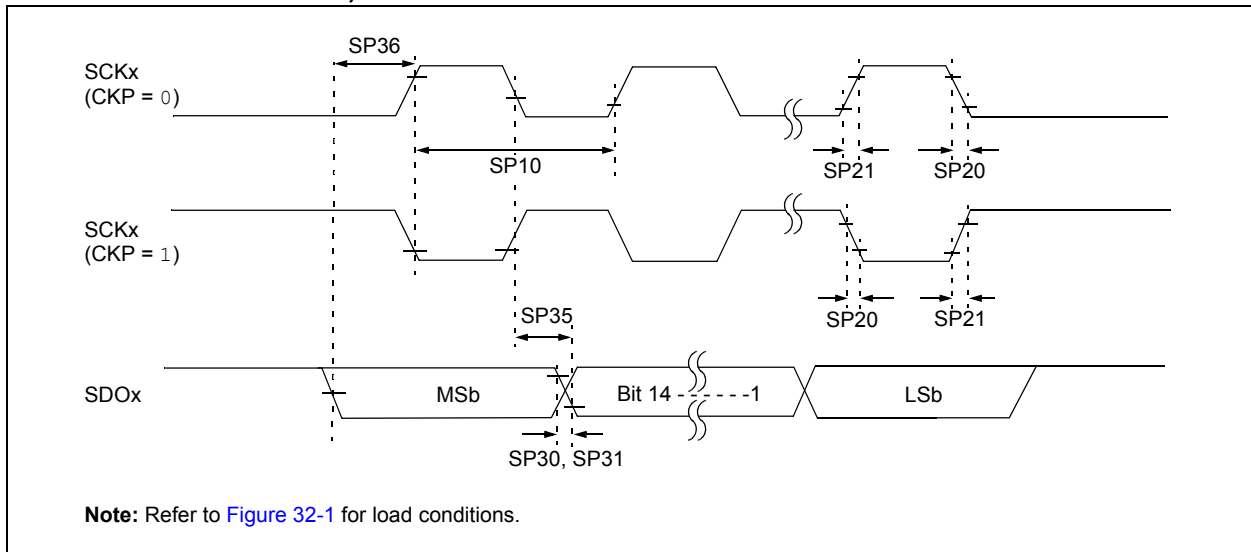 SP36
SCKx
(CKP = 0)
SP10
SP21
SP20
SCKx
(CKP = 1)
SP35
SP20
SP21
SDOx
MSb
Bit 14 - - - - - - -1
LSb
SP30, SP31
Note: Refer to Figure 32-1 for load conditions.